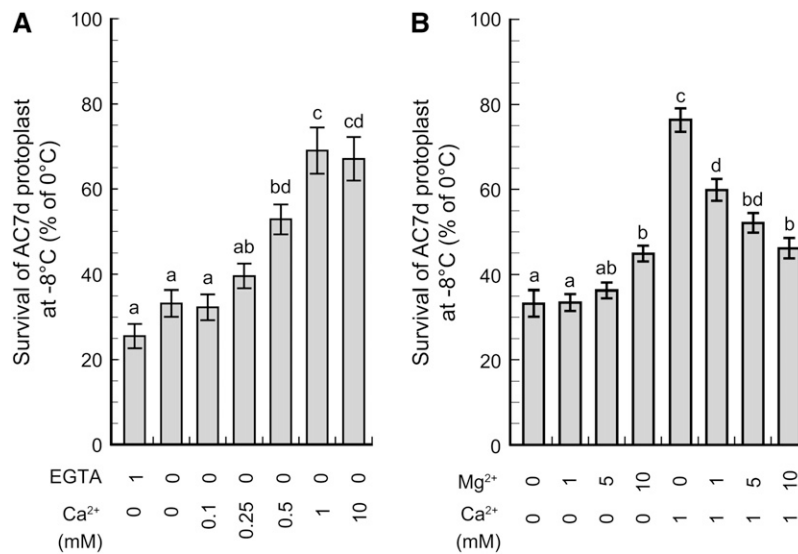 A
Survival of AC7d protoplast
at -8°C (% of 0°C)
100
80
60
40
20
0
a
a
a
ab
bd
c
cd
EGTA 1 0 0 0 0 0 0
Ca²⁺ 0 0 0.1 0.25 0.5 1 10
(mM)
B
Survival of AC7d protoplast
at -8°C (% of 0°C)
100
80
60
40
20
0
a
a
ab
b
c
d
bd
b
Mg²⁺ 0 1 5 10 0 1 5 10
Ca²⁺ 0 0 0 0 1 1 1 1
(mM)